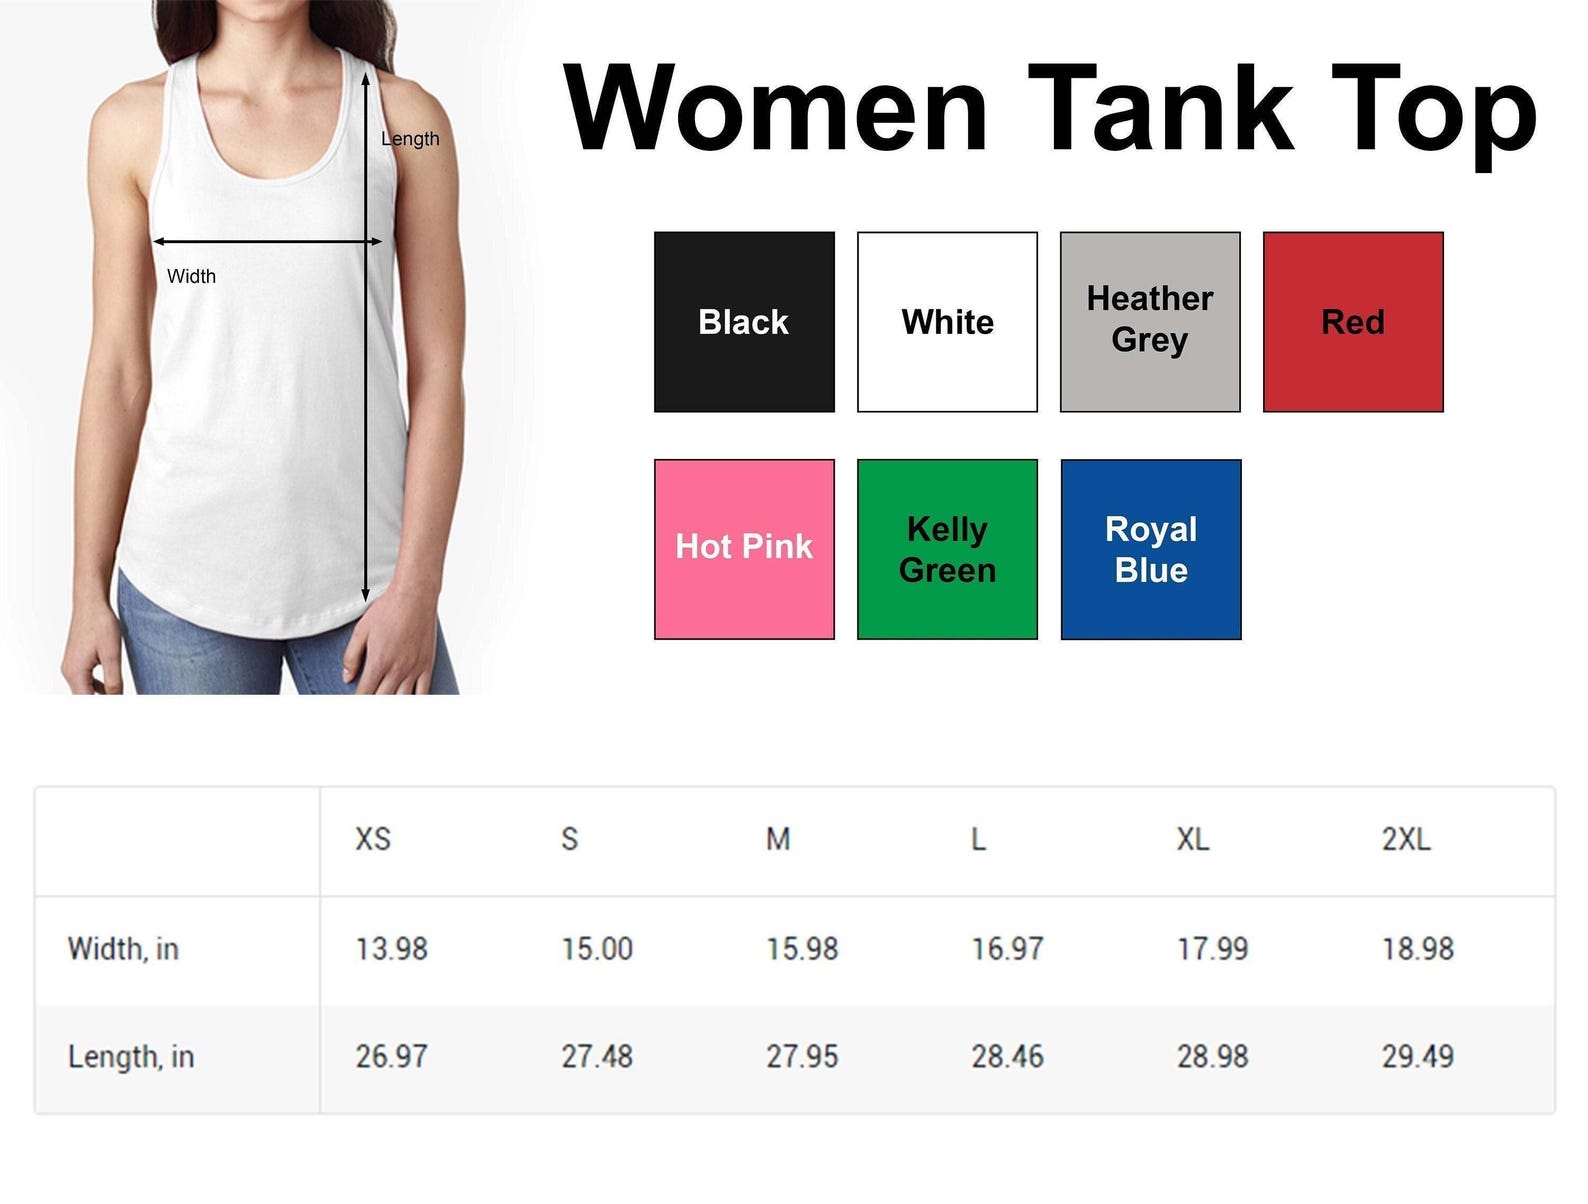 Women Tank Top
Length
Width
Black
White
Heather
Grey
Red
Hot Pink
Kelly
Green
Royal
Blue
XS S M L XL 2XL
Width, in 13.98 15.00 15.98 16.97 17.99 18.98
Length, in 26.97 27.48 27.95 28.46 28.98 29.49